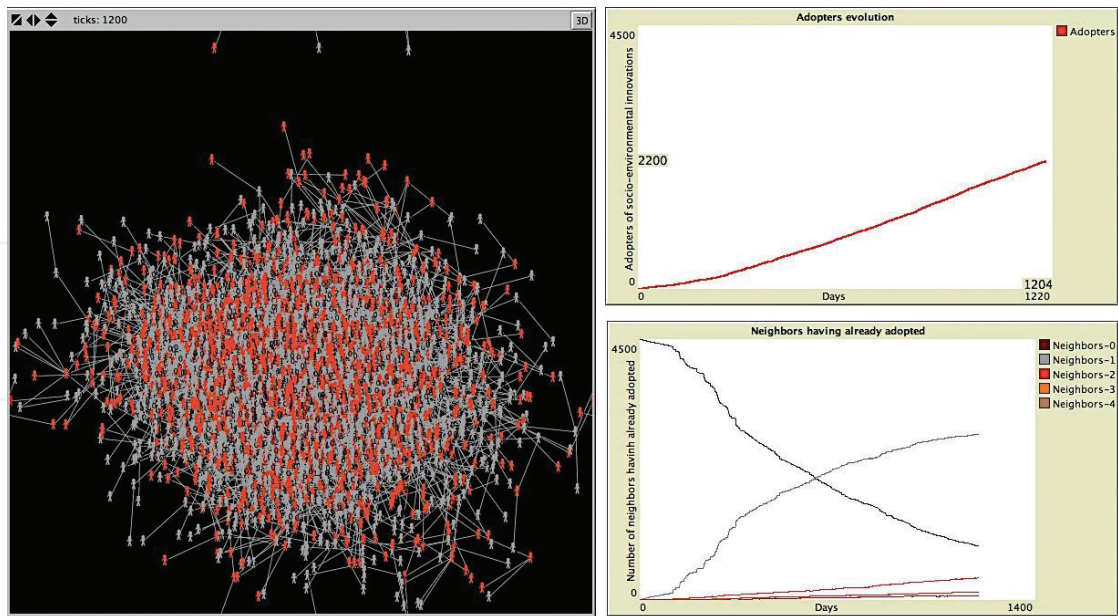 ticks: 1200
3D
Adopters evolution
4500
Adopters of socio-environmental innovations
2200
0
0
Days
1204
1220
Adopters
Neighbors having already adopted
4500
Number of neighbors havinh already adopted
0
0
Days
1400
Neighbors-0
Neighbors-1
Neighbors-2
Neighbors-3
Neighbors-4